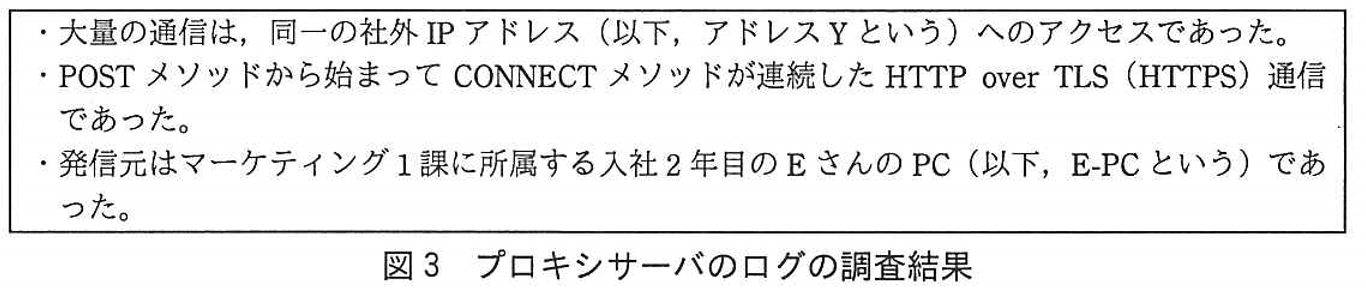 ・大量の通信は，同一の社外 IP アドレス（以下，アドレス Y という）へのアクセスであった。
・POST メソッドから始まって CONNECT メソッドが連続した HTTP over TLS（HTTPS）通信
であった。
・発信元はマーケティング1課に所属する入社2年目の E さんの PC（以下，E-PC という）であ
った。
図3　プロキシサーバのログの調査結果